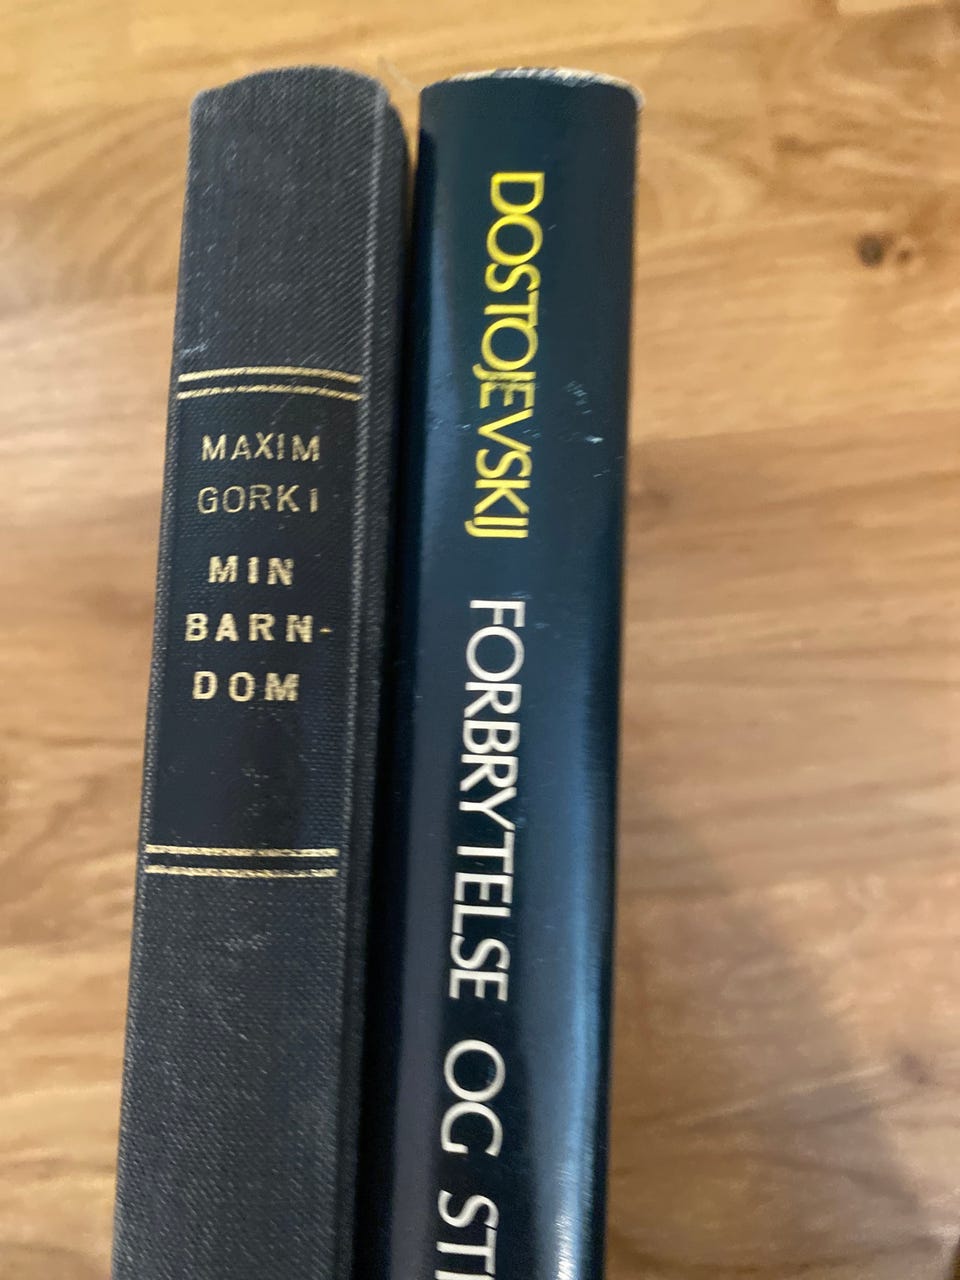 MAXIM
GORKI
MIN
BARN-
DOM
DOSTOJEVSKIJ FORBRYTELSE OG